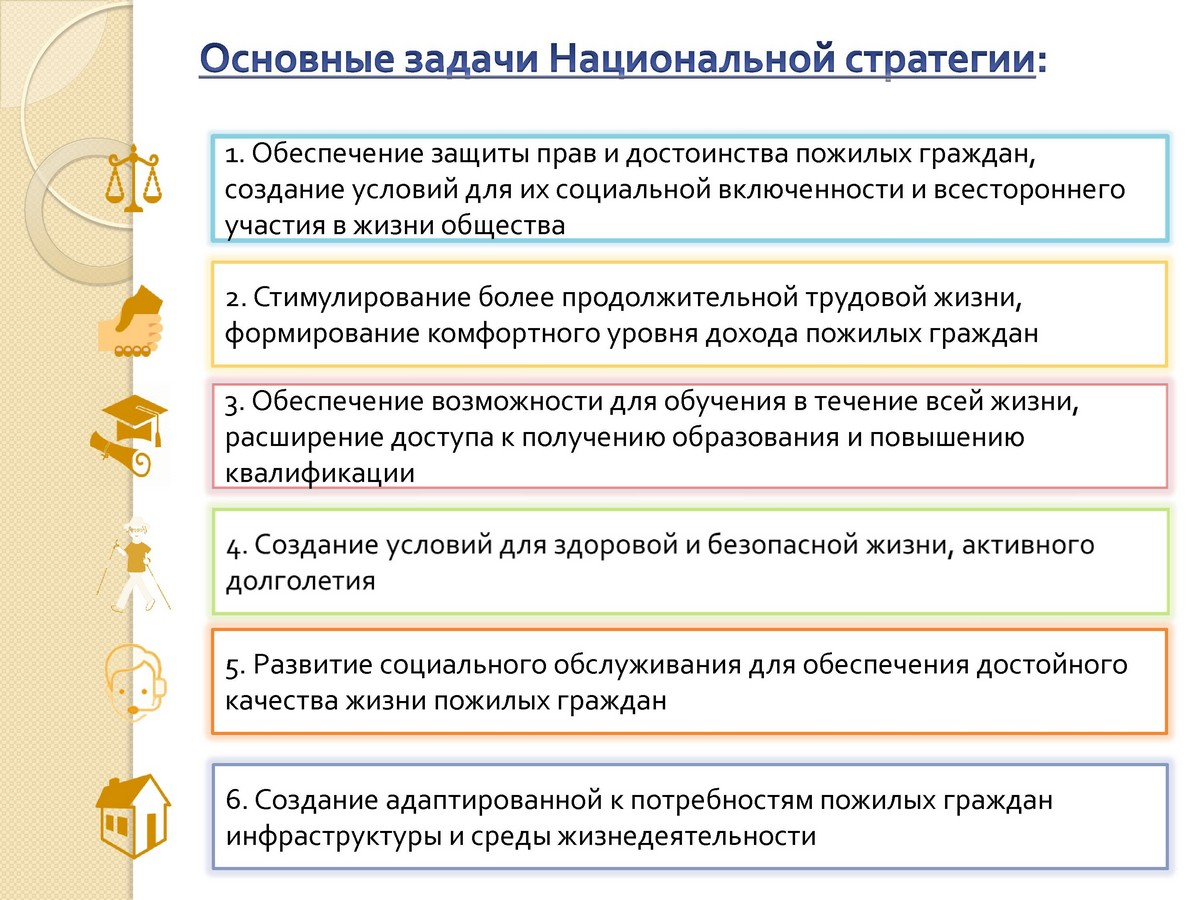 Основные задачи Национальной стратегии:
1. Обеспечение защиты прав и достоинства пожилых граждан,
создание условий для их социальной включенности и всестороннего
участия в жизни общества
2. Стимулирование более продолжительной трудовой жизни,
формирование комфортного уровня дохода пожилых граждан
3. Обеспечение возможности для обучения в течение всей жизни,
расширение доступа к получению образования и повышению
квалификации
4. Создание условий для здоровой и безопасной жизни, активного
долголетия
5. Развитие социального обслуживания для обеспечения достойного
качества жизни пожилых граждан
6. Создание адаптированной к потребностям пожилых граждан
инфраструктуры и среды жизнедеятельности